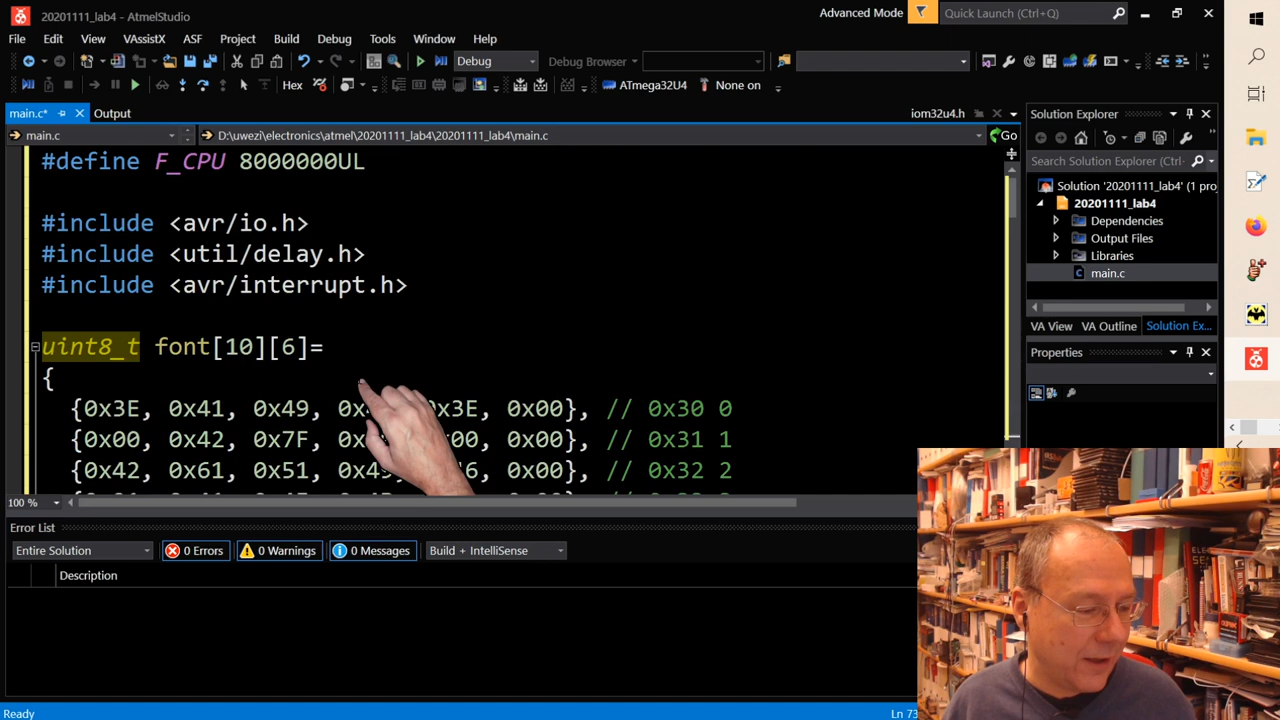 20201111_lab4 - AtmelStudio
Advanced Mode
Quick Launch (Ctrl+Q)
File Edit View VAssistX ASF Project Build Debug Tools Window Help
Debug
Debug Browser
Hex
ATmega32U4
None on
main.c*
Output
iom32u4.h
main.c
D:\uwezi\electronics\atmel\20201111_lab4\20201111_lab4\main.c
Go
#define F_CPU 8000000UL
#include <avr/io.h>
#include <util/delay.h>
#include <avr/interrupt.h>
uint8_t font[10][6]=
{
{0x3E, 0x41, 0x49, 0x3E, 0x00}, // 0x30 0
{0x00, 0x42, 0x7F, 0x00}, // 0x31 1
{0x42, 0x61, 0x51, 0x49, 0x00}, // 0x32 2
100 %
Error List
Entire Solution
0 Errors
0 Warnings
0 Messages
Build + IntelliSense
Description
Ready
Ln 73
Solution Explorer
Search Solution Explorer (Ctrl-
Solution '20201111_lab4' (1 proj
20201111_lab4
Dependencies
Output Files
Libraries
main.c
VA View VA Outline Solution Ex...
Properties